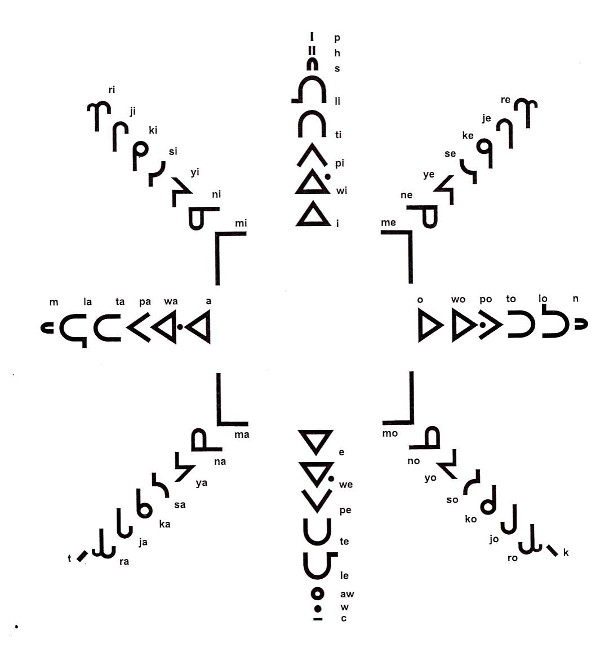 ᑊ p
ᐦ h
ᐢ s
li
ᑎ ti
ᐱ pi
ᐏ wi
ᐃ i
ri
ᒋ ji
ᑭ ki
ᓯ si
ᔨ yi
ᓂ ni
ᒥ mi
re
ᒉ je
ᑫ ke
ᓭ se
ᔦ ye
ᓀ ne
ᒣ me
m la ta pa wa a
ᒼ ᑕ ᐸ ᐘ ᐊ
o wo po to lo n
ᐅ ᐓ ᐳ ᑐ ᐣ
ᒪ ma
ᓇ na
ᔭ ya
ᓴ sa
ᑲ ka
ᒐ ja
ra
ᐟ t
ᒧ mo
ᓄ no
ᔪ yo
ᓱ so
ᑯ ko
ᒍ jo
ro
ᐠ k
ᐁ e
ᐍ we
ᐯ pe
ᑌ te
le
ᐤ aw
ᐧ w
ᐨ c